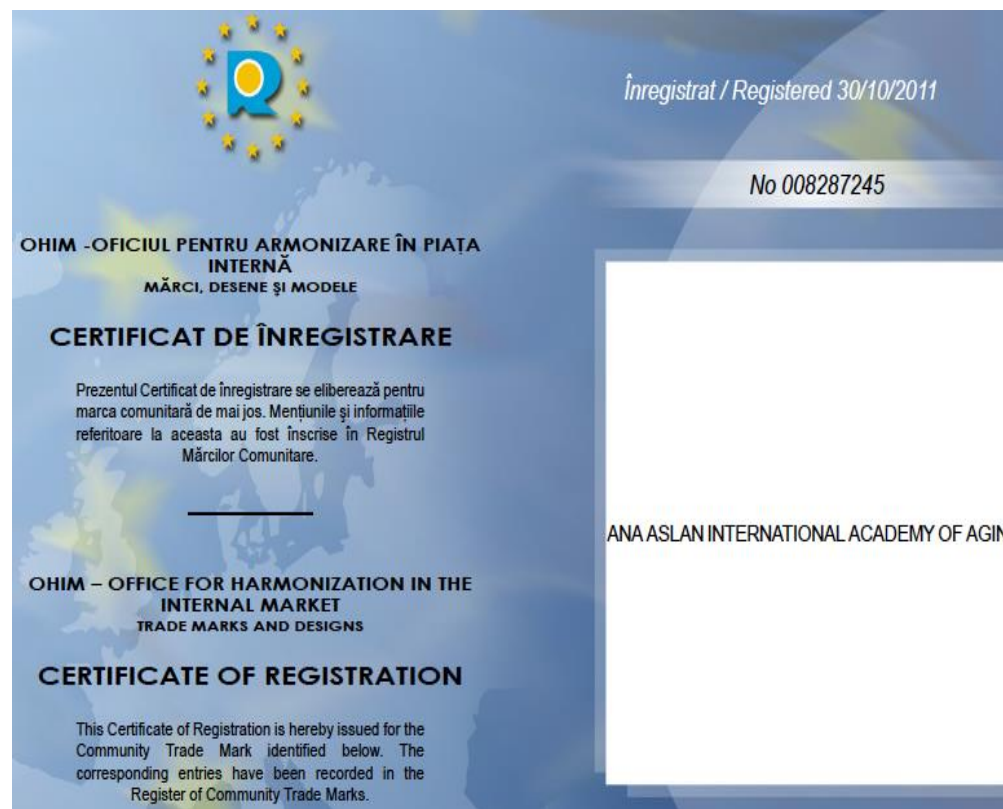 OHIM -OFICIUL PENTRU ARMONIZARE ÎN PIAȚA
INTERNĂ
MĂRCI, DESENE ŞI MODELE
CERTIFICAT DE ÎNREGISTRARE
Prezentul Certificat de înregistrare se eliberează pentru
marca comunitară de mai jos. Mențiunile şi informațiile
referitoare la aceasta au fost înscrise în Registrul
Mărcilor Comunitare.
OHIM – OFFICE FOR HARMONIZATION IN THE
INTERNAL MARKET
TRADE MARKS AND DESIGNS
CERTIFICATE OF REGISTRATION
This Certificate of Registration is hereby issued for the
Community Trade Mark identified below. The
corresponding entries have been recorded in the
Register of Community Trade Marks.
Înregistrat / Registered 30/10/2011
No 008287245
ANA ASLAN INTERNATIONAL ACADEMY OF AGIN